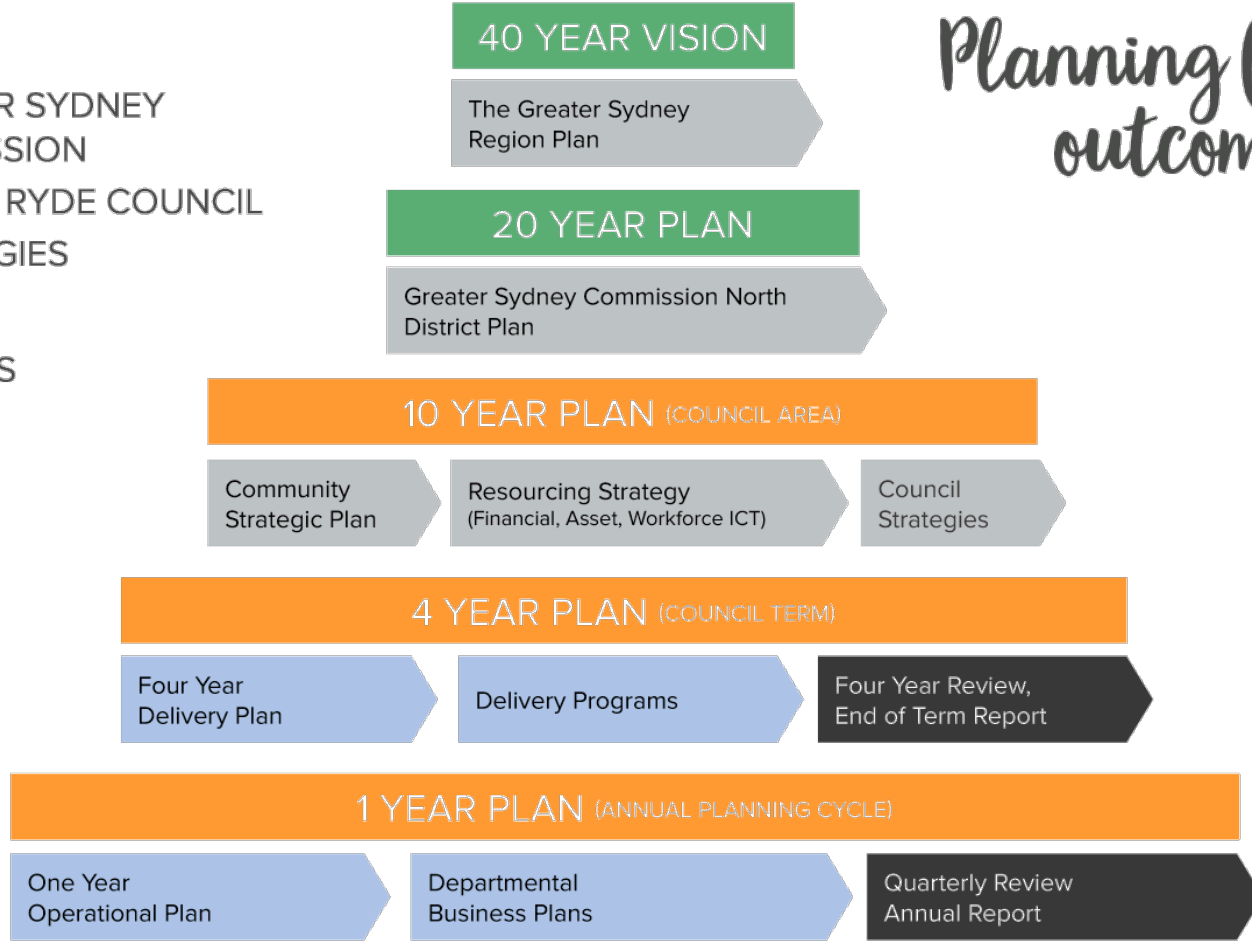 40 YEAR VISION
The Greater Sydney
Region Plan
Planning
R SYDNEY
SSION
RYDE COUNCIL
GIES
S
20 YEAR PLAN
Greater Sydney Commission North
District Plan
10 YEAR PLAN (COUNCIL AREA)
Community
Strategic Plan
Resourcing Strategy
(Financial, Asset, Workforce ICT)
Council
Strategies
4 YEAR PLAN (COUNCIL TERM)
Four Year
Delivery Plan
Delivery Programs
Four Year Review,
End of Term Report
1 YEAR PLAN (ANNUAL PLANNING CYCLE)
One Year
Operational Plan
Departmental
Business Plans
Quarterly Review
Annual Report